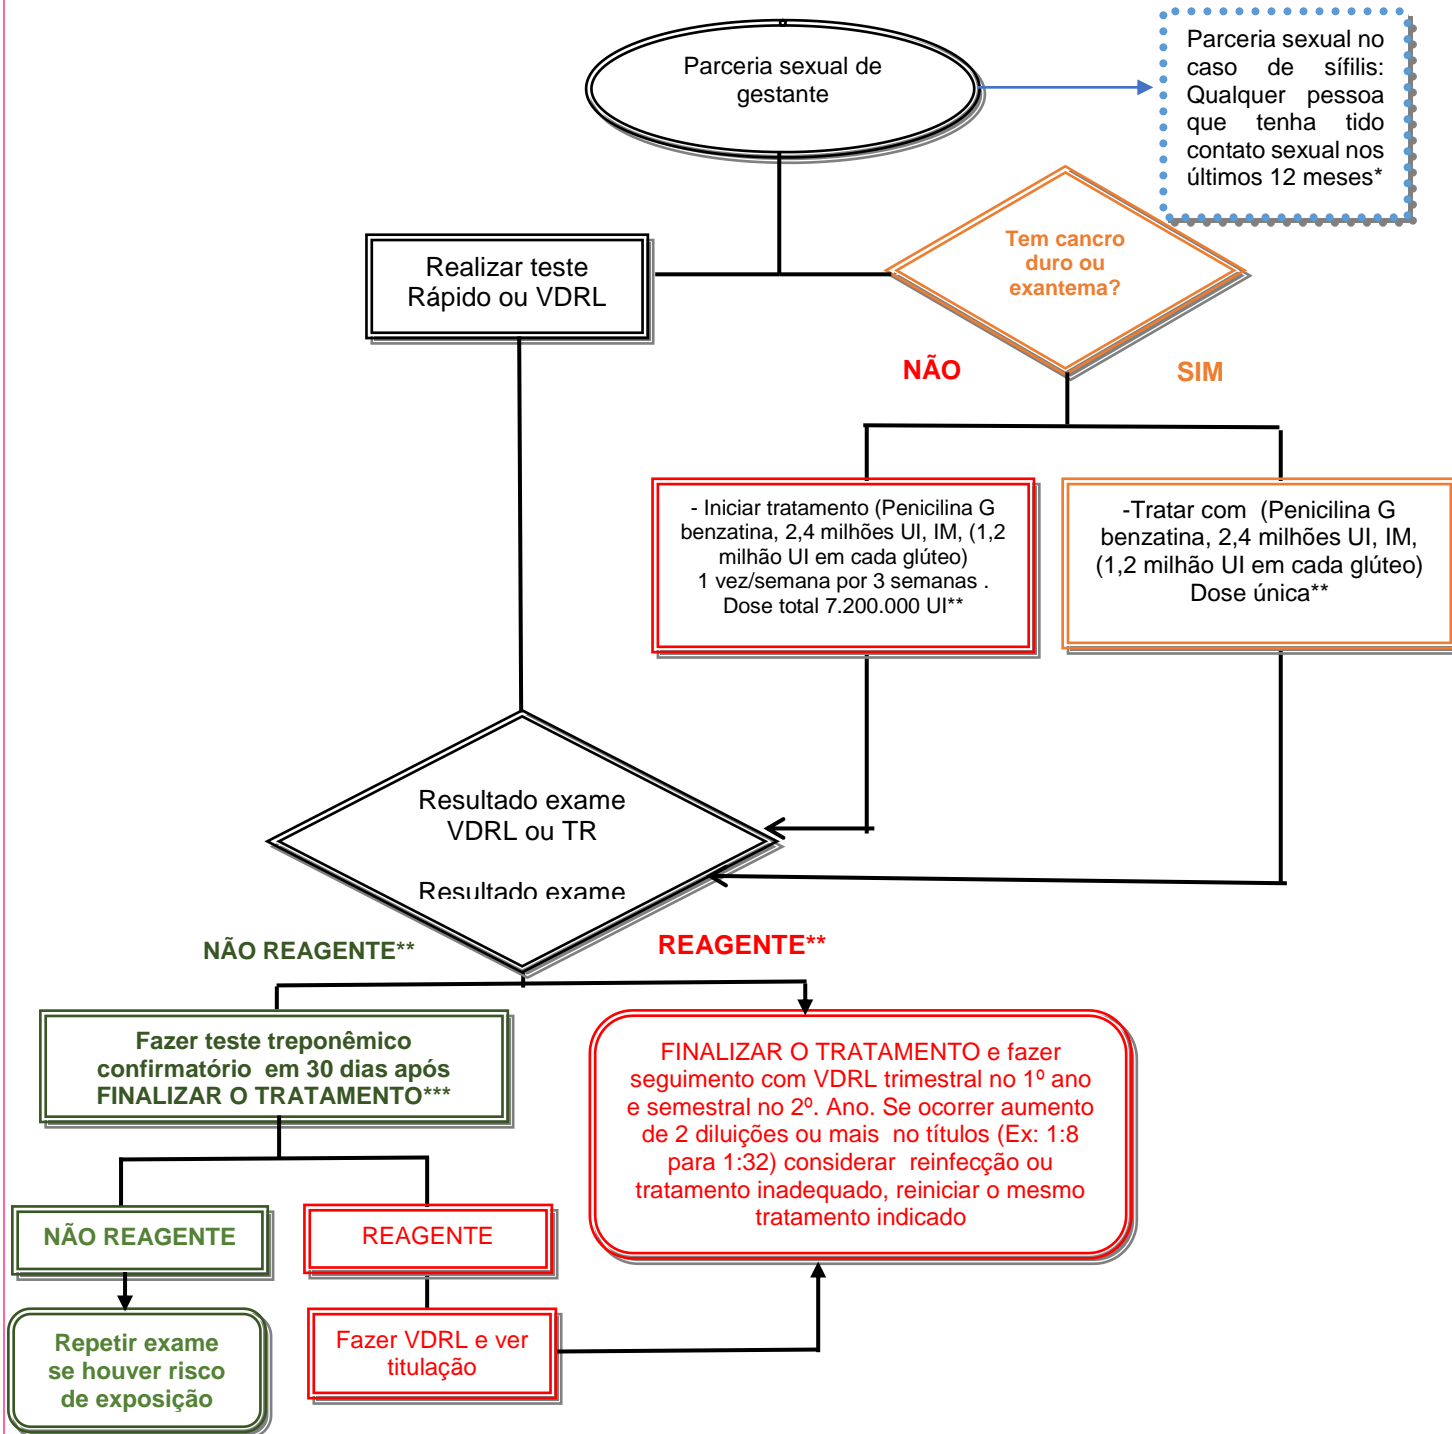 Parceria sexual de
gestante
Parceria sexual no
caso de sífilis:
Qualquer pessoa
que tenha tido
contato sexual nos
últimos 12 meses*
Realizar teste
Rápido ou VDRL
Tem cancro
duro ou
exantema?
NÃO
SIM
- Iniciar tratamento (Penicilina G
benzatina, 2,4 milhões UI, IM, (1,2
milhão UI em cada glúteo)
1 vez/semana por 3 semanas .
Dose total 7.200.000 UI**
-Tratar com (Penicilina G
benzatina, 2,4 milhões UI, IM,
(1,2 milhão UI em cada glúteo)
Dose única**
Resultado exame
VDRL ou TR
Resultado exame
NÃO REAGENTE**
REAGENTE**
Fazer teste treponêmico
confirmatório em 30 dias após
FINALIZAR O TRATAMENTO***
FINALIZAR O TRATAMENTO e fazer
seguimento com VDRL trimestral no 1º ano
e semestral no 2º. Ano. Se ocorrer aumento
de 2 diluições ou mais no títulos (Ex: 1:8
para 1:32) considerar reinfecção ou
tratamento inadequado, reiniciar o mesmo
tratamento indicado
NÃO REAGENTE
REAGENTE
Repetir exame
se houver risco
de exposição
Fazer VDRL e ver
titulação